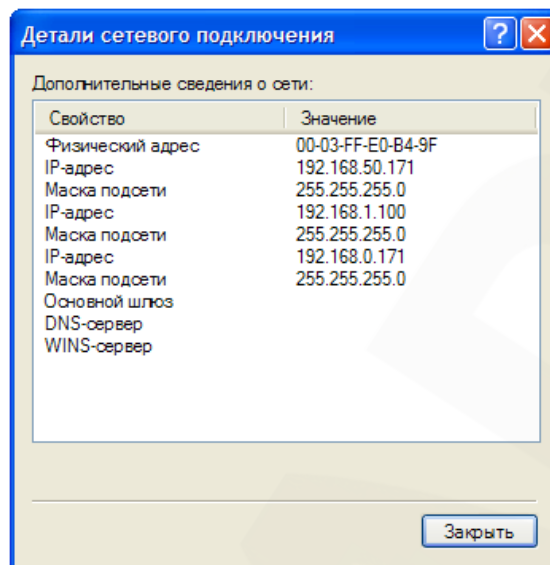 Детали сетевого подключения
Дополнительные сведения о сети:
Свойство Значение
Физический адрес 00-03-FF-E0-B4-9F
IP-адрес 192.168.50.171
Маска подсети 255.255.255.0
IP-адрес 192.168.1.100
Маска подсети 255.255.255.0
IP-адрес 192.168.0.171
Маска подсети 255.255.255.0
Основной шлюз
DNS-сервер
WINS-сервер
Закрыть